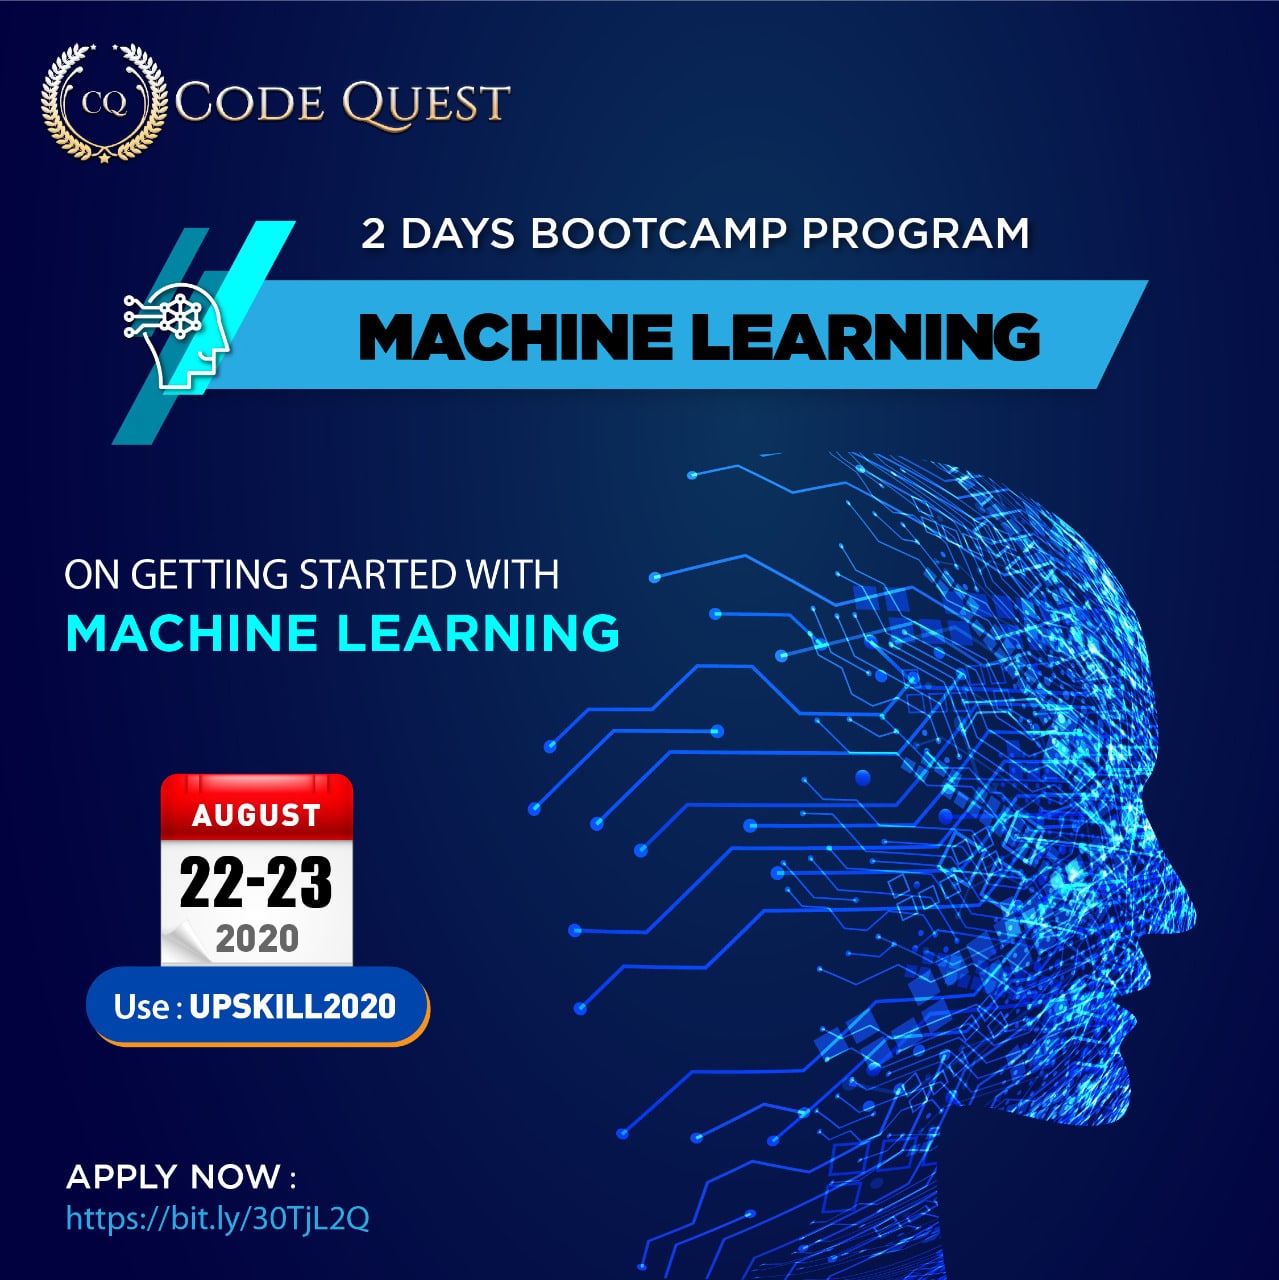 CQ CODE QUEST
2 DAYS BOOTCAMP PROGRAM
MACHINE LEARNING
ON GETTING STARTED WITH
MACHINE LEARNING
AUGUST
22-23
2020
Use : UPSKILL2020
APPLY NOW :
https://bit.ly/30TjL2Q